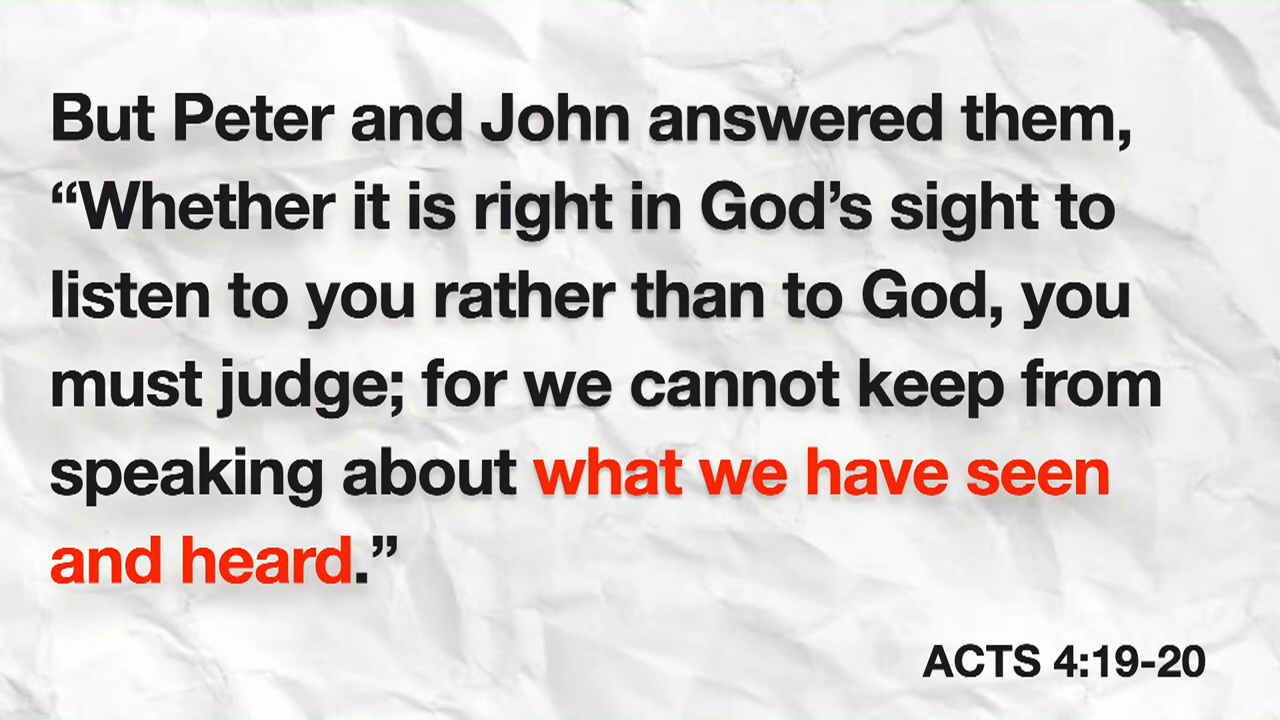 But Peter and John answered them,
“Whether it is right in God’s sight to
listen to you rather than to God, you
must judge; for we cannot keep from
speaking about what we have seen
and heard.”
ACTS 4:19-20